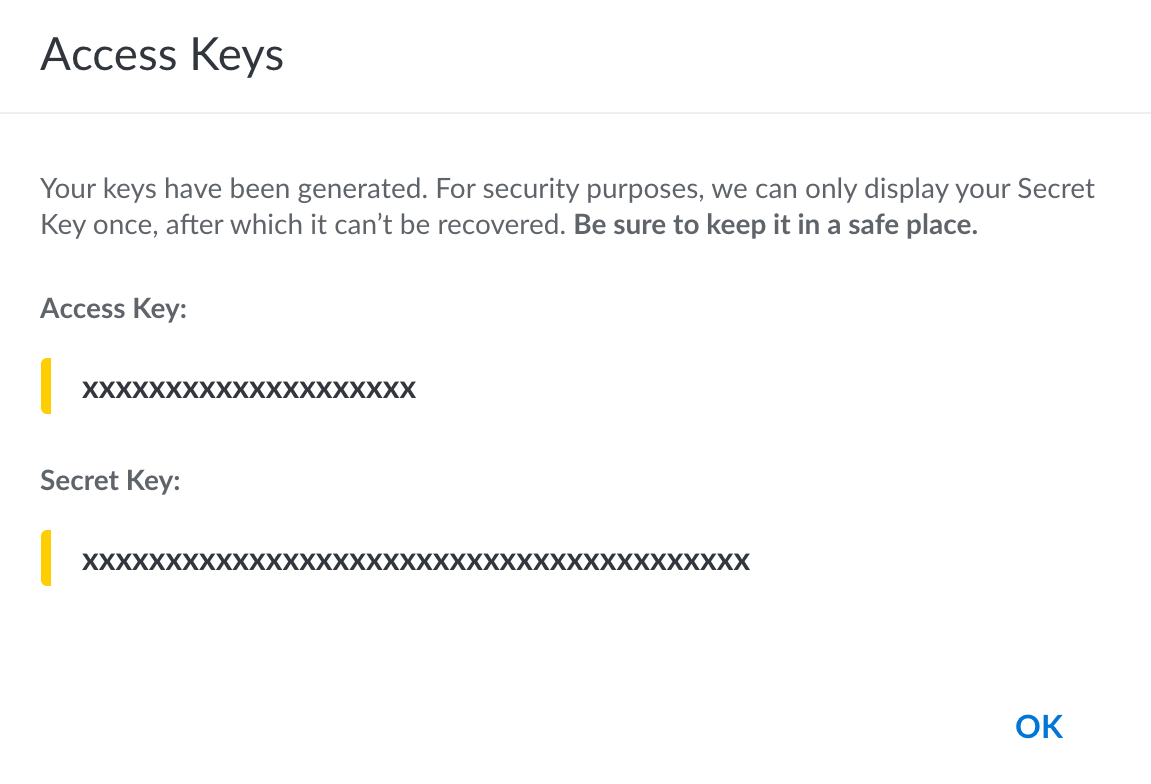 Access Keys
Your keys have been generated. For security purposes, we can only display your Secret
Key once, after which it can’t be recovered. Be sure to keep it in a safe place.
Access Key:
xxxxxxxxxxxxxxxxxxxx
Secret Key:
xxxxxxxxxxxxxxxxxxxxxxxxxxxxxxxxxxxxxxxx
OK